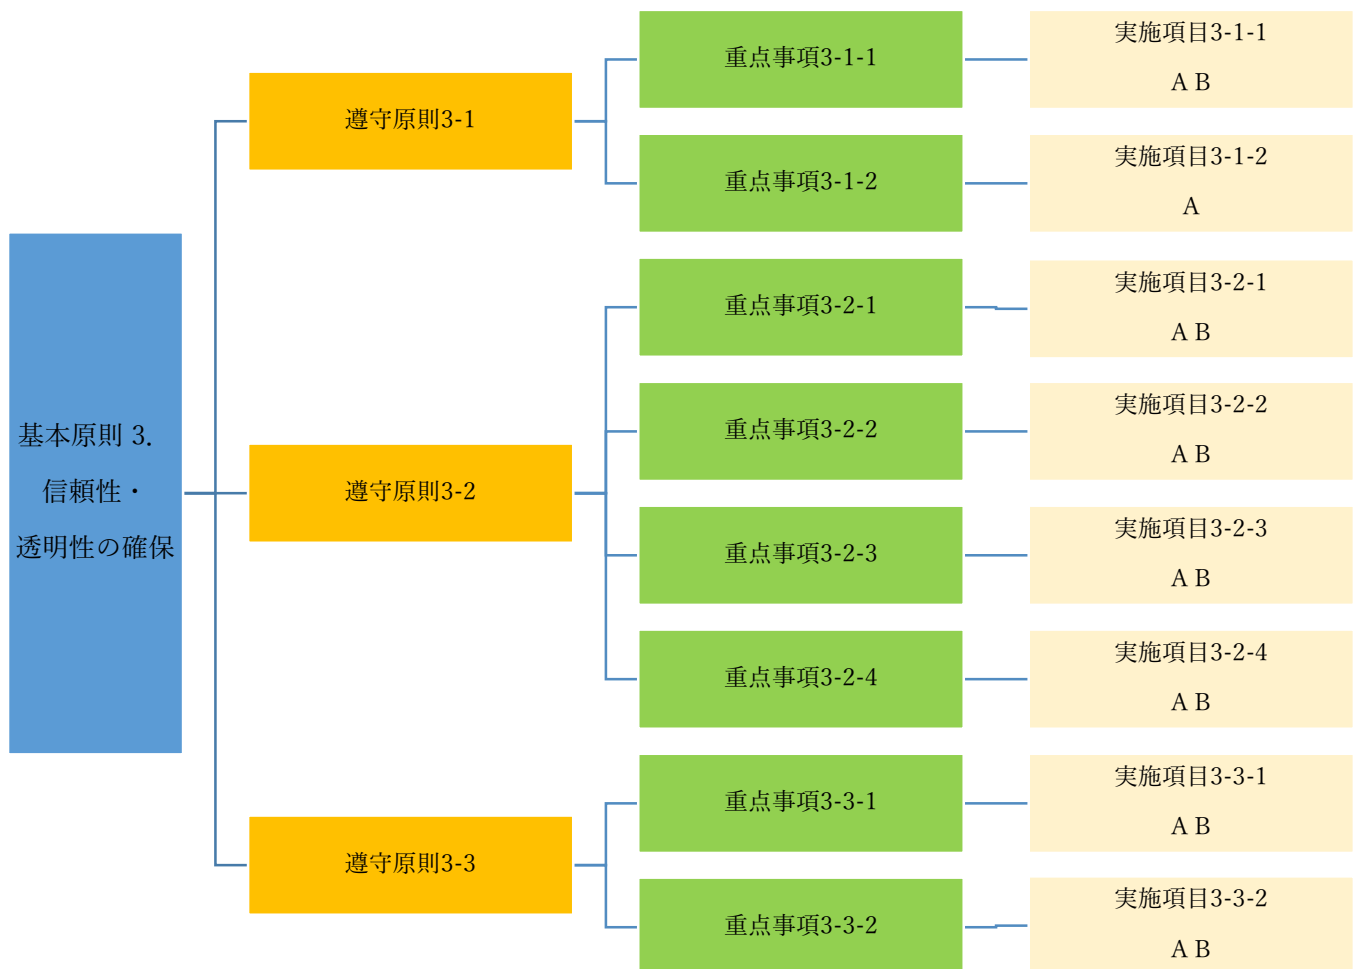 基本原則 3.
信頼性・
透明性の確保
遵守原則3-1
重点事項3-1-1
実施項目3-1-1
A B
重点事項3-1-2
実施項目3-1-2
A
遵守原則3-2
重点事項3-2-1
実施項目3-2-1
A B
重点事項3-2-2
実施項目3-2-2
A B
重点事項3-2-3
実施項目3-2-3
A B
重点事項3-2-4
実施項目3-2-4
A B
遵守原則3-3
重点事項3-3-1
実施項目3-3-1
A B
重点事項3-3-2
実施項目3-3-2
A B